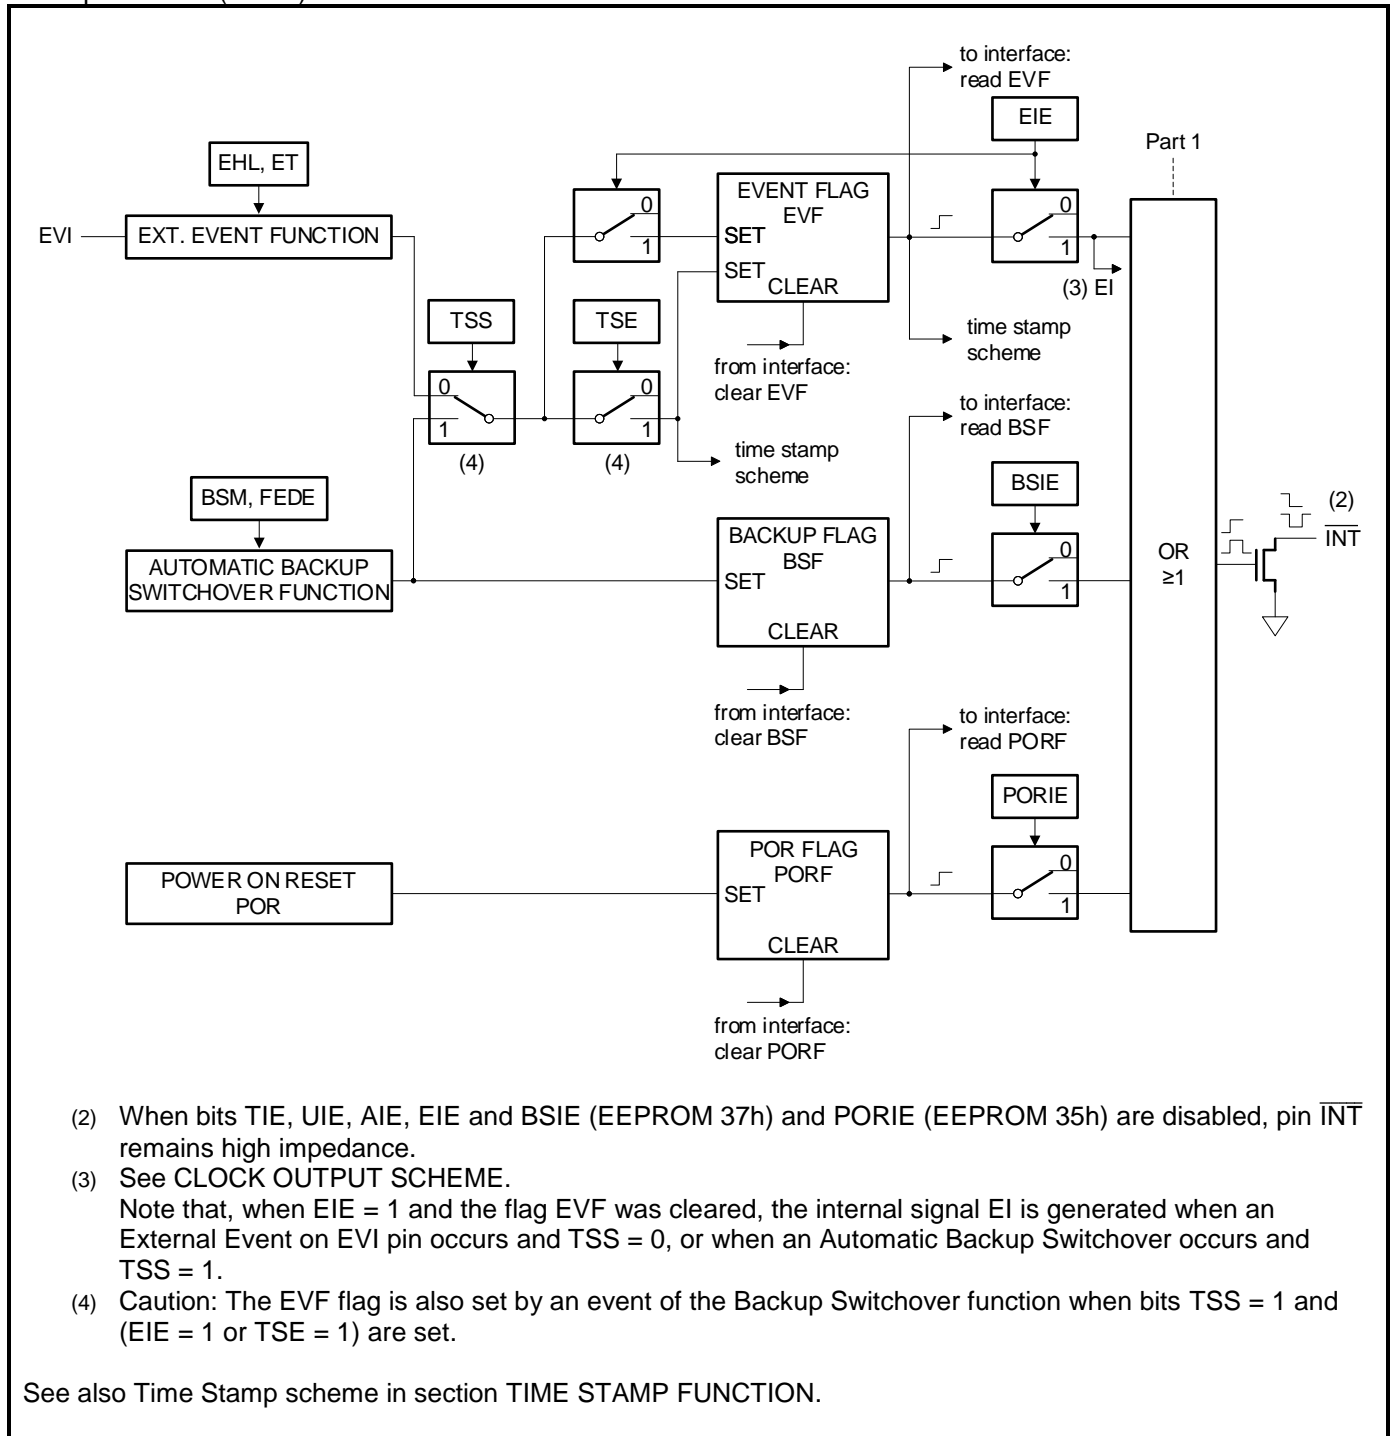 to interface:
read EVF
EIE
Part 1
EHL, ET
EVENT FLAG
EVF
0
1
0
1
EVI
EXT. EVENT FUNCTION
SET
SET
CLEAR
(3) EI
TSS
TSE
time stamp
scheme
from interface:
clear EVF
0
1
0
1
to interface:
read BSF
(4)
(4)
time stamp
scheme
BSM, FEDE
BSIE
(2)
INT
BACKUP FLAG
BSF
AUTOMATIC BACKUP
SWITCHOVER FUNCTION
SET
0
1
OR
≥1
CLEAR
from interface:
clear BSF
to interface:
read PORF
PORIE
POR FLAG
PORF
POWER ON RESET
POR
SET
0
1
CLEAR
from interface:
clear PORF
(2) When bits TIE, UIE, AIE, EIE and BSIE (EEPROM 37h) and PORIE (EEPROM 35h) are disabled, pin INT
remains high impedance.
(3) See CLOCK OUTPUT SCHEME.
Note that, when EIE = 1 and the flag EVF was cleared, the internal signal EI is generated when an
External Event on EVI pin occurs and TSS = 0, or when an Automatic Backup Switchover occurs and
TSS = 1.
(4) Caution: The EVF flag is also set by an event of the Backup Switchover function when bits TSS = 1 and
(EIE = 1 or TSE = 1) are set.
See also Time Stamp scheme in section TIME STAMP FUNCTION.